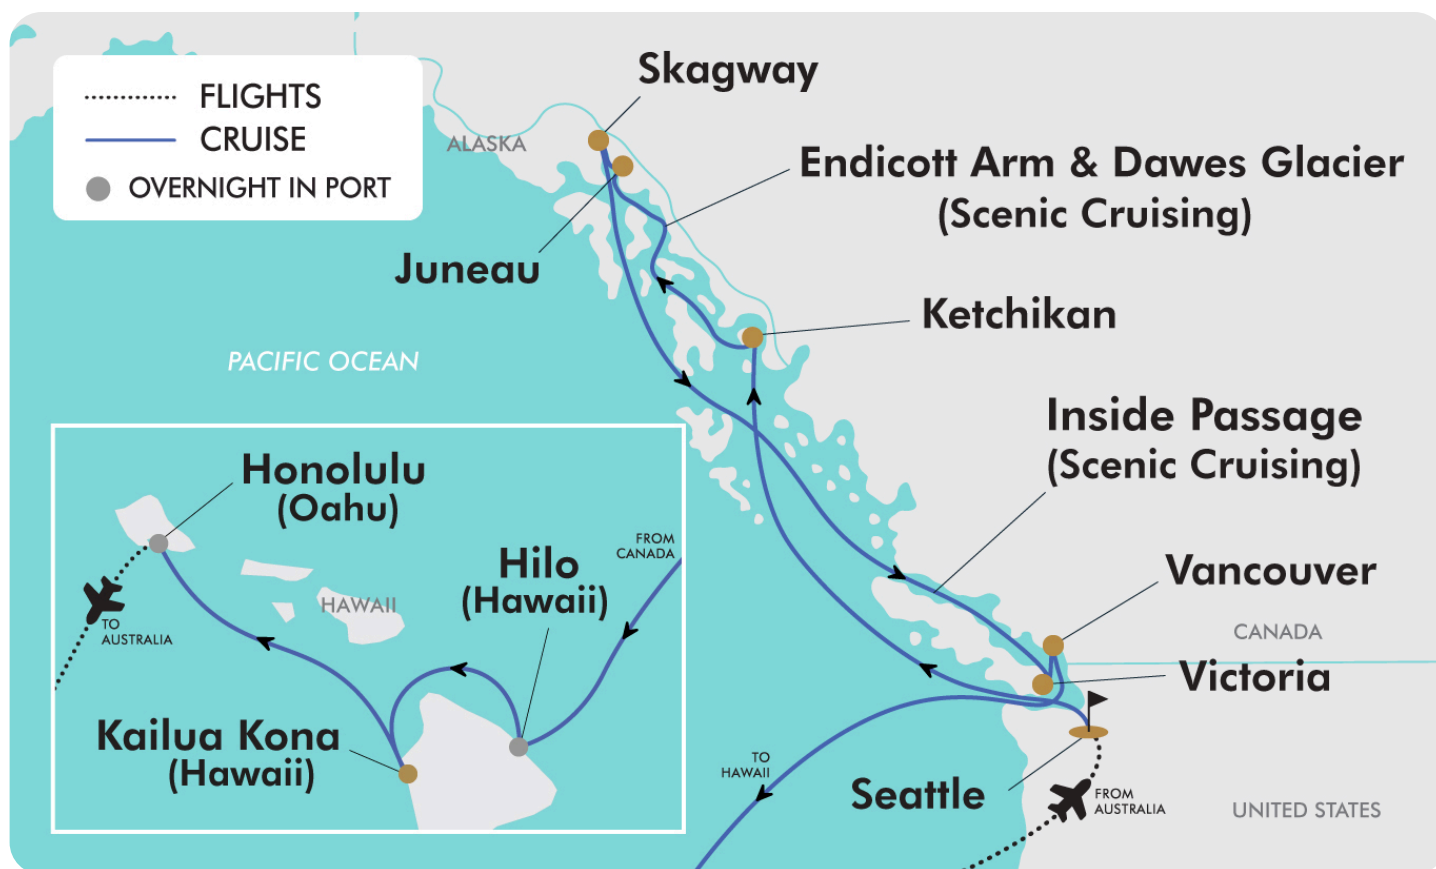 FLIGHTS
CRUISE
OVERNIGHT IN PORT
Skagway
ALASKA
Endicott Arm & Dawes Glacier
(Scenic Cruising)
Juneau
Ketchikan
PACIFIC OCEAN
Inside Passage
(Scenic Cruising)
Honolulu
(Oahu)
FROM
CANADA
Hilo
(Hawaii)
HAWAII
TO
AUSTRALIA
Kailua Kona
(Hawaii)
Vancouver
CANADA
Victoria
TO
HAWAII
Seattle
FROM
AUSTRALIA
UNITED STATES